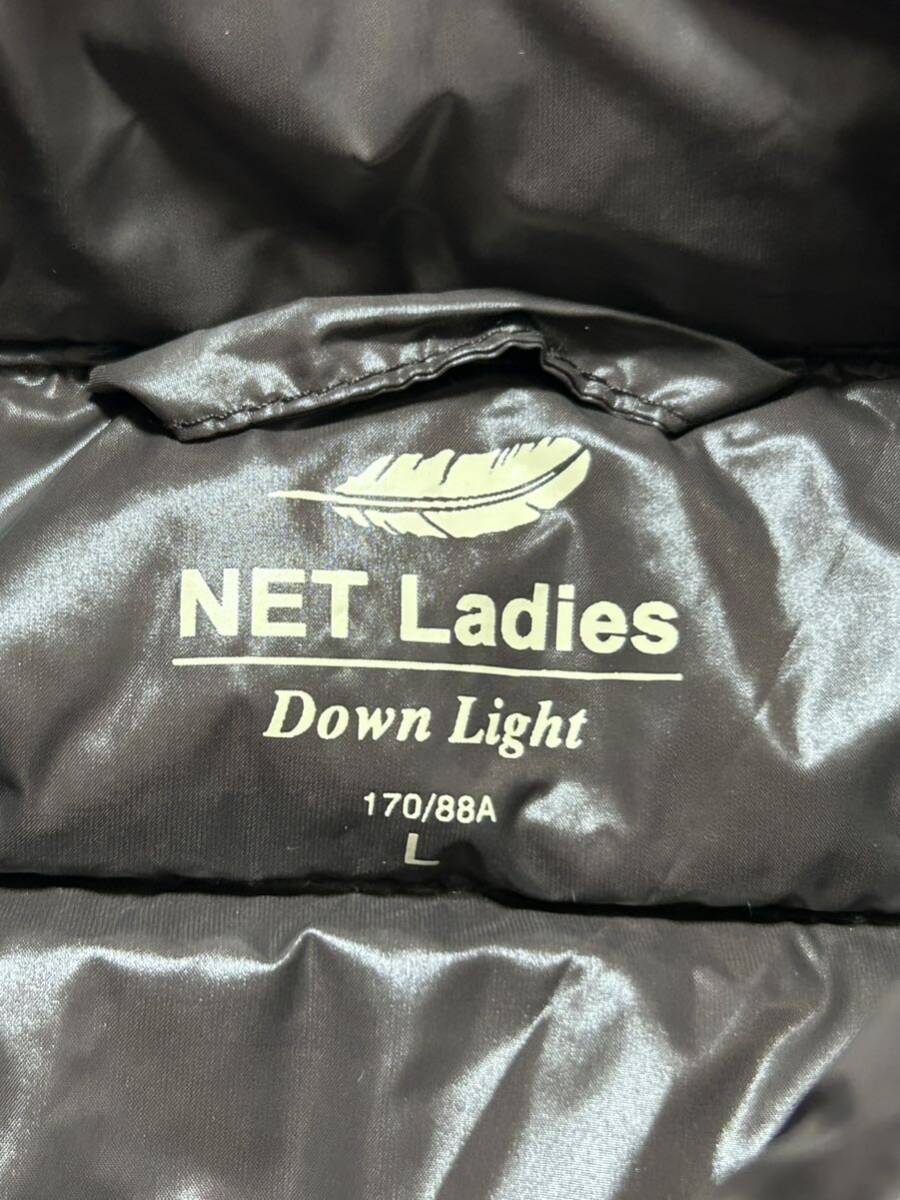 NET Ladies
Down Light
170/88A
L